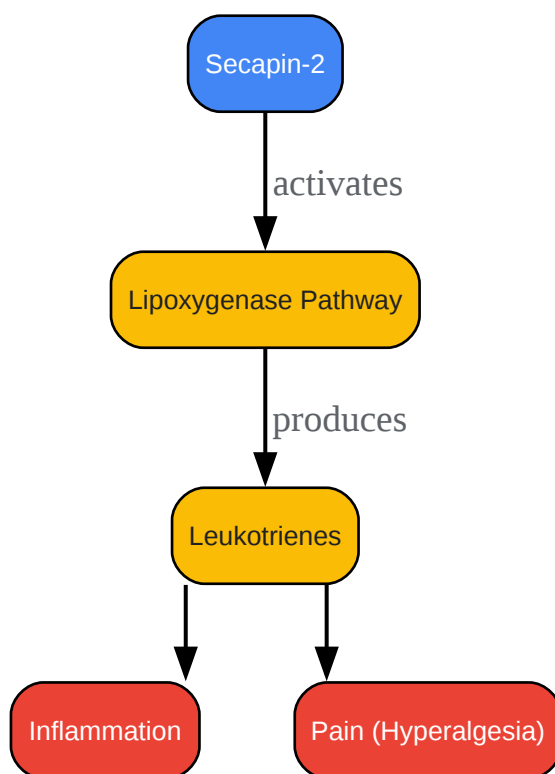 Secapin-2
activates
Lipoxygenase Pathway
produces
Leukotrienes
Inflammation
Pain (Hyperalgesia)